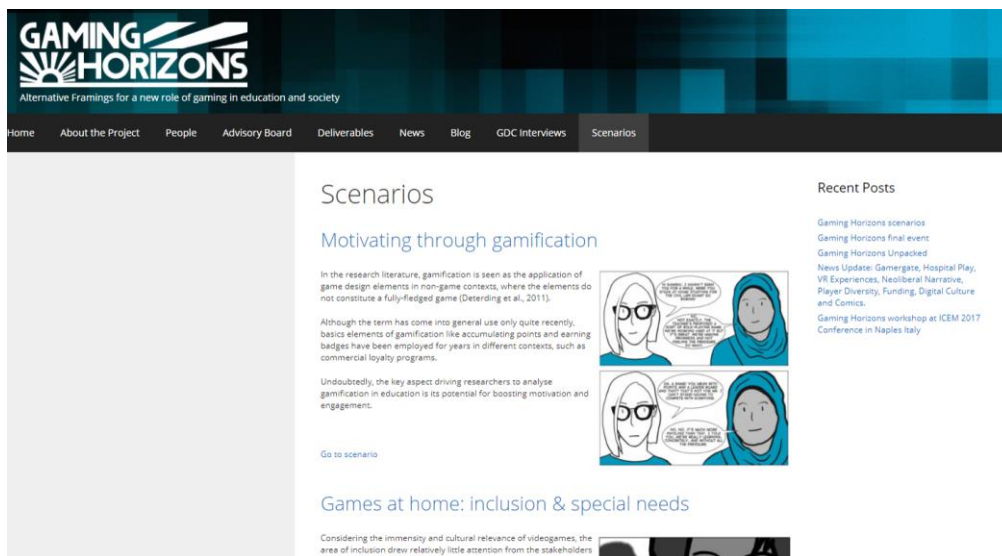 GAMING
HORIZONS
Alternative Framings for a new role of gaming in education and society
Home About the Project People Advisory Board Deliverables News Blog GDC Interviews Scenarios
Scenarios
Motivating through gamification
In the research literature, gamification is seen as the application of
game design elements in non-game contexts, where the elements do
not constitute a fully-fledged game (Deterding et al., 2011).
Although the term has come into general use only quite recently,
basics elements of gamification like accumulating points and earning
badges have been employed for years in different contexts, such as
commercial loyalty programs.
Undoubtedly, the key aspect driving researchers to analyse
gamification in education is its potential for boosting motivation and
engagement.
Go to scenario
Games at home: inclusion & special needs
Considering the immensity and cultural relevance of videogames, the
area of inclusion drew relatively little attention from the stakeholders
Recent Posts
Gaming Horizons scenarios
Gaming Horizons final event
Gaming Horizons Unpacked
News Update: Gamergate, Hospital Play,
VR Experiences, Neoliberal Narrative,
Player Diversity, Funding, Digital Culture
and Comics.
Gaming Horizons workshop at ICEM 2017
Conference in Naples Italy